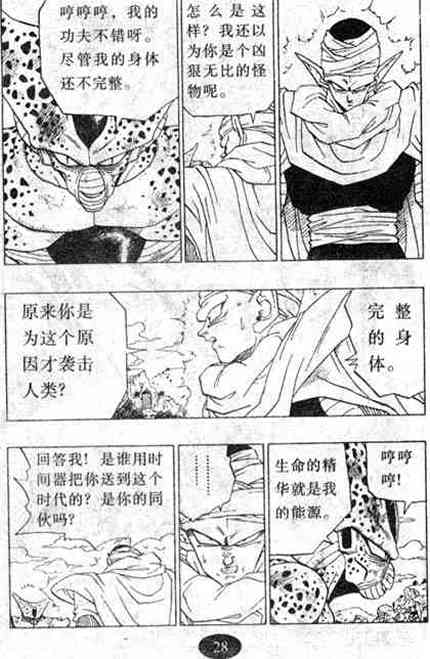 怎么是这
样？我还以
为你是个凶
狠无比的怪
物呢。
哼哼哼，我的
功夫不错呀。
尽管我的身体
还不完整。
完整
的身
体。
原来你是
为这个原
因才袭击
人类？
哼哼
哼！
生命的精
华就是我
的能源。
………
回答我！是谁用时
间器把你送到这个
时代的？是你的同
伙吗？
28